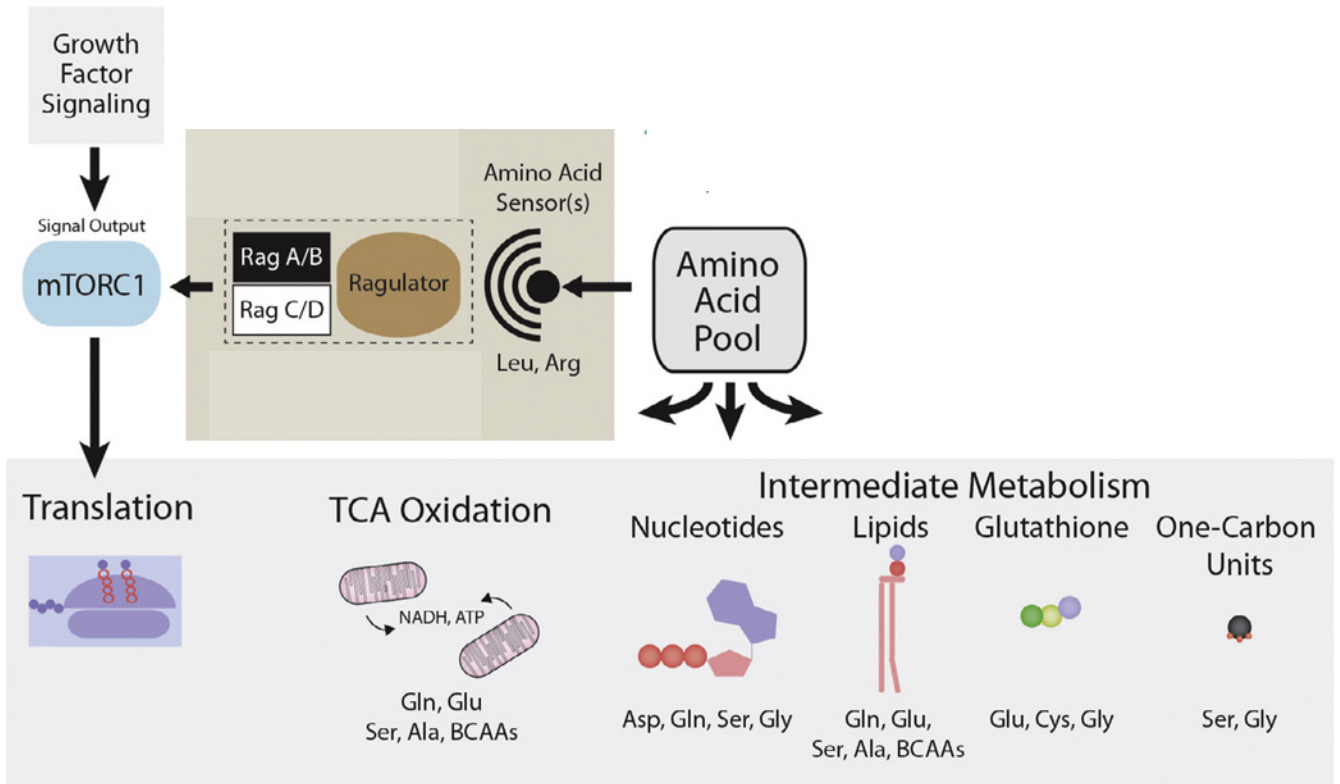 Growth
Factor
Signaling
Signal Output
mTORC1
Rag A/B
Rag C/D
Ragulator
Amino Acid
Sensor(s)
Leu, Arg
Amino
Acid
Pool
Translation
TCA Oxidation
NADH, ATP
Gln, Glu
Ser, Ala, BCAAs
Intermediate Metabolism
Nucleotides
Asp, Gln, Ser, Gly
Lipids
Gln, Glu,
Ser, Ala, BCAAs
Glutathione
Glu, Cys, Gly
One-Carbon
Units
Ser, Gly